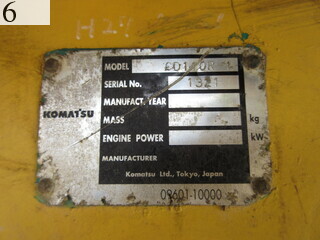 6
MODEL
SERIAL No. 1321
MANUFACT. YEAR
KOMATSU
MASS kg
ENGINE POWER kW
MANUFACTURER
Komatsu Ltd., Tokyo, Japan
09601-10000